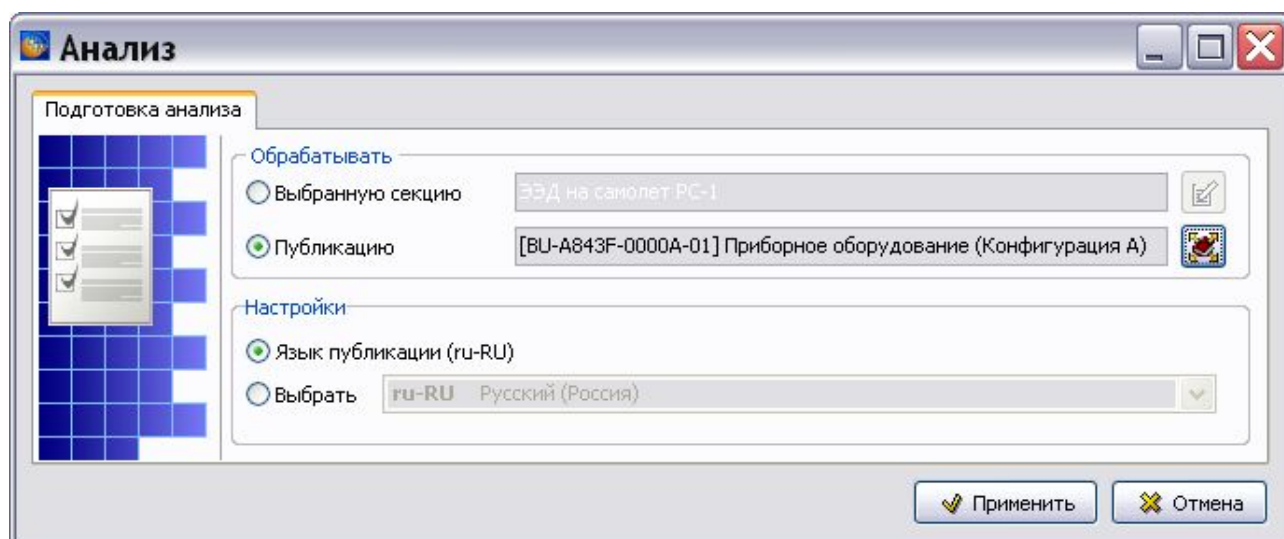 Анализ
Подготовка анализа
Обрабатывать
Выбранную секцию ЭЭД на самолет РС-1
Публикацию [BU-A843F-0000A-01] Приборное оборудование (Конфигурация А)
Настройки
Язык публикации (ru-RU)
Выбрать ru-RU Русский (Россия)
Применить Отмена